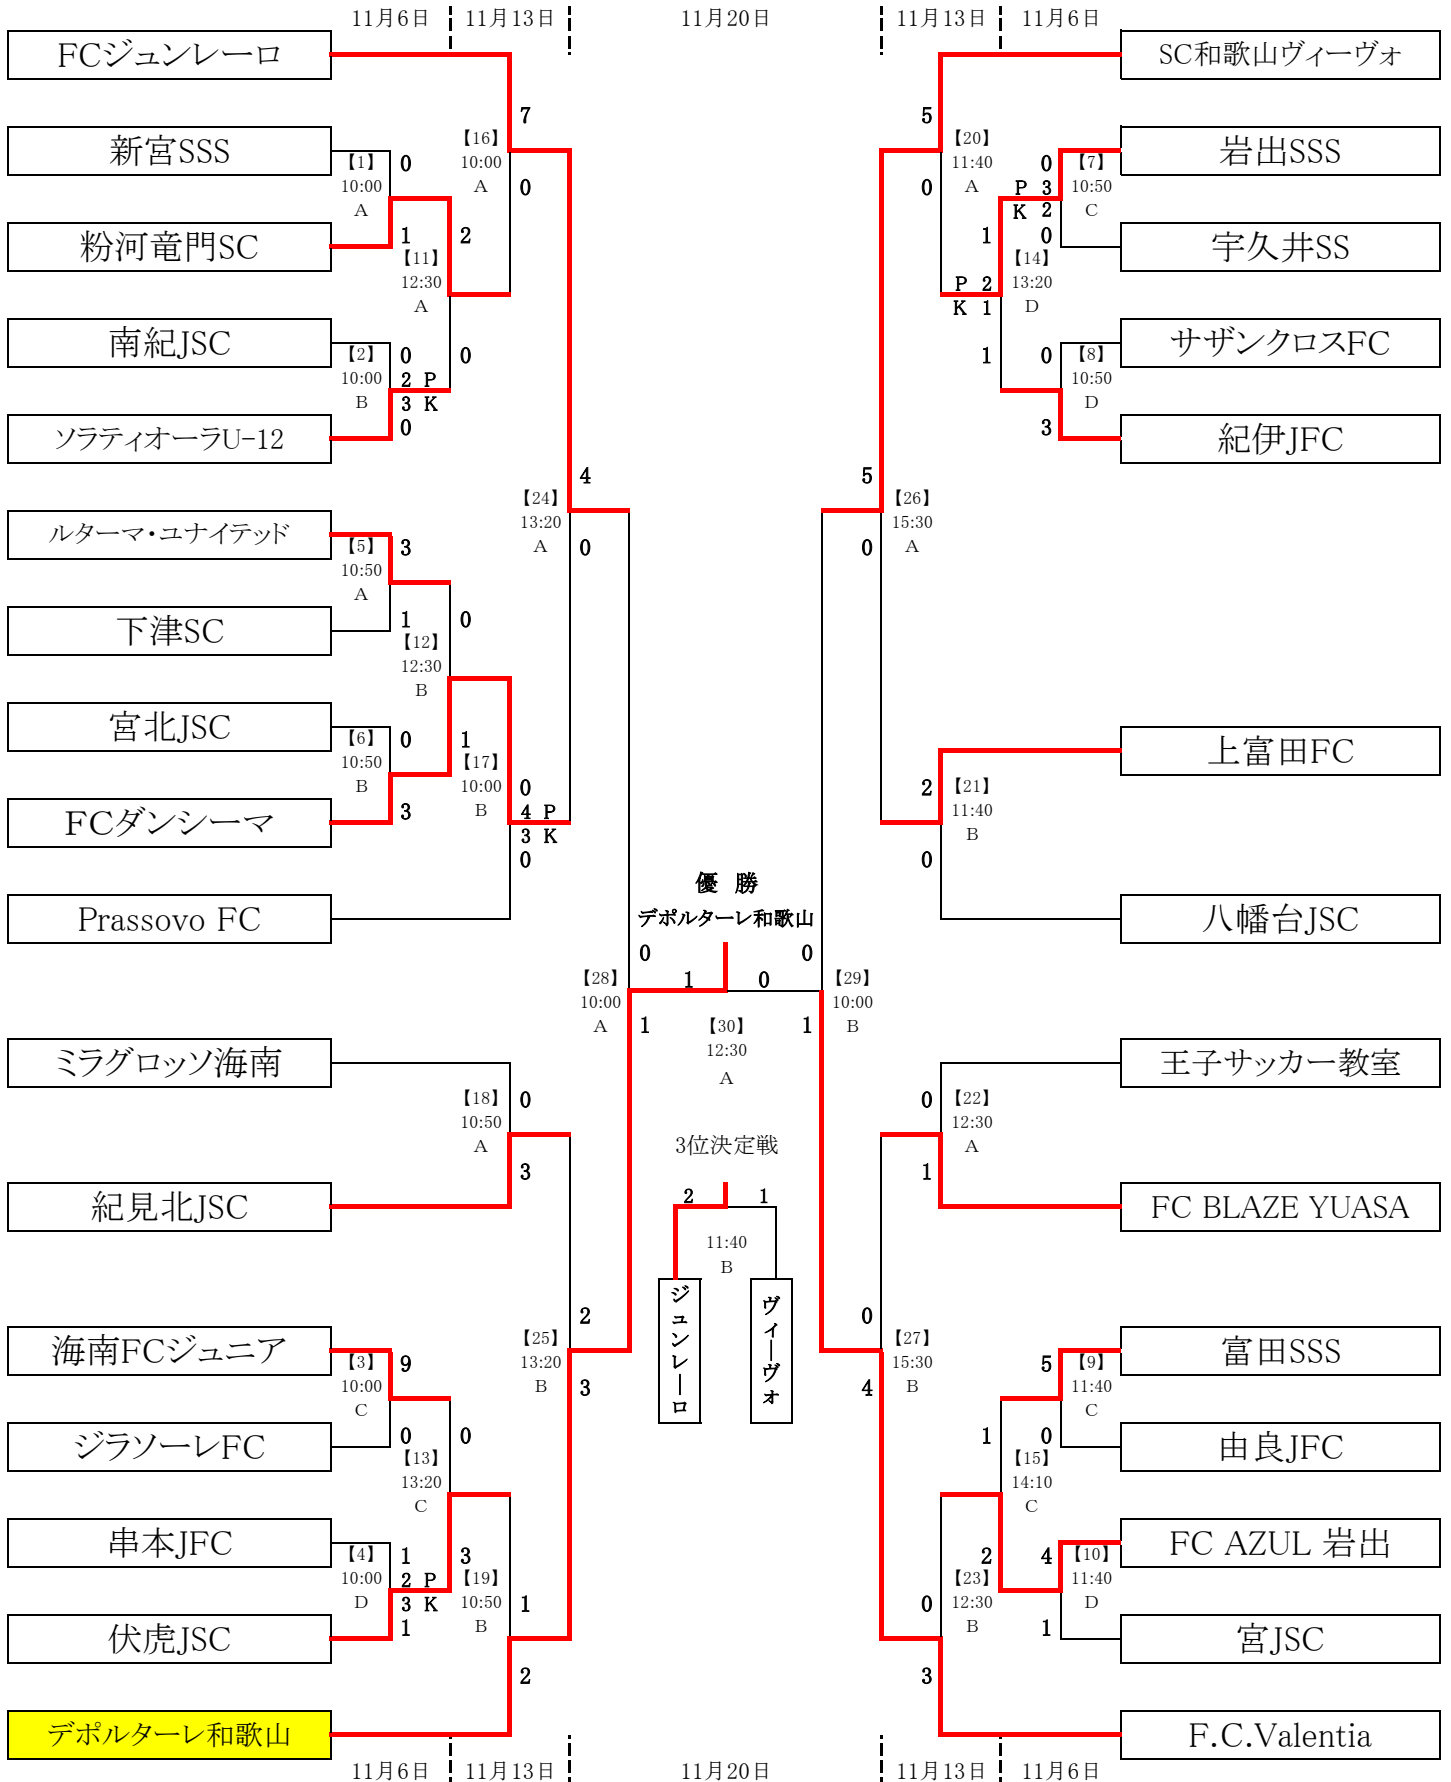 11月6日 11月13日 11月20日 11月13日 11月6日
FCジュンレーロ
7
【16】
10:00
A
0
新宮SSS
【1】 0
10:00
A
粉河竜門SC
1 2
【11】
12:30
A
南紀JSC
【2】 0 0
10:00 2 P
B 3 K
ソラティオーラU-12
0
4
【24】
13:20
A 0
ルターマ・ユナイテッド
【5】 3
10:50
A
下津SC
1 0
【12】
12:30
B
宮北JSC
【6】 0 1
10:50 【17】
B 10:00 0
FCダンシーマ
3 B 4 P
3 K
0
Prassovo FC
ミラグロッソ海南
【18】 0
10:50
A
3
紀見北JSC
2
【25】
13:20
B 3
海南FCジュニア
【3】 9
10:00
C
ジラソーレFC
0 0
【13】
13:20
C
串本JFC
【4】 1 3
10:00 2 P 【19】
D 3 K 10:50 1
伏虎JSC
1 B
2
デポルターレ和歌山
優 勝
デポルターレ和歌山
0 0
【28】 1 0 【29】
10:00 10:00
A 1 【30】 1 B
12:30
A
3位決定戦
2 1
11:40
B
ジュンレーロ
ヴィーヴォ
SC和歌山ヴィーヴォ
5
【20】
11:40
0 A
岩出SSS
0 【7】
P 3 10:50
K 2 C
宇久井SS
1 0
【14】
P 2 13:20
K 1 D
サザンクロスFC
1 0 【8】
10:50
D
紀伊JFC
3
5
【26】
15:30
0 A
上富田FC
2 【21】
11:40
B
0
八幡台JSC
王子サッカー教室
0 【22】
12:30
A
1
FC BLAZE YUASA
0
【27】
15:30
4 B
富田SSS
5 【9】
11:40
C
由良JFC
1 0
【15】
14:10
C
FC AZUL 岩出
2 4 【10】
【23】 11:40
0 12:30 D
宮JSC
B 1
3
F.C.Valentia
11月6日 11月13日 11月20日 11月13日 11月6日